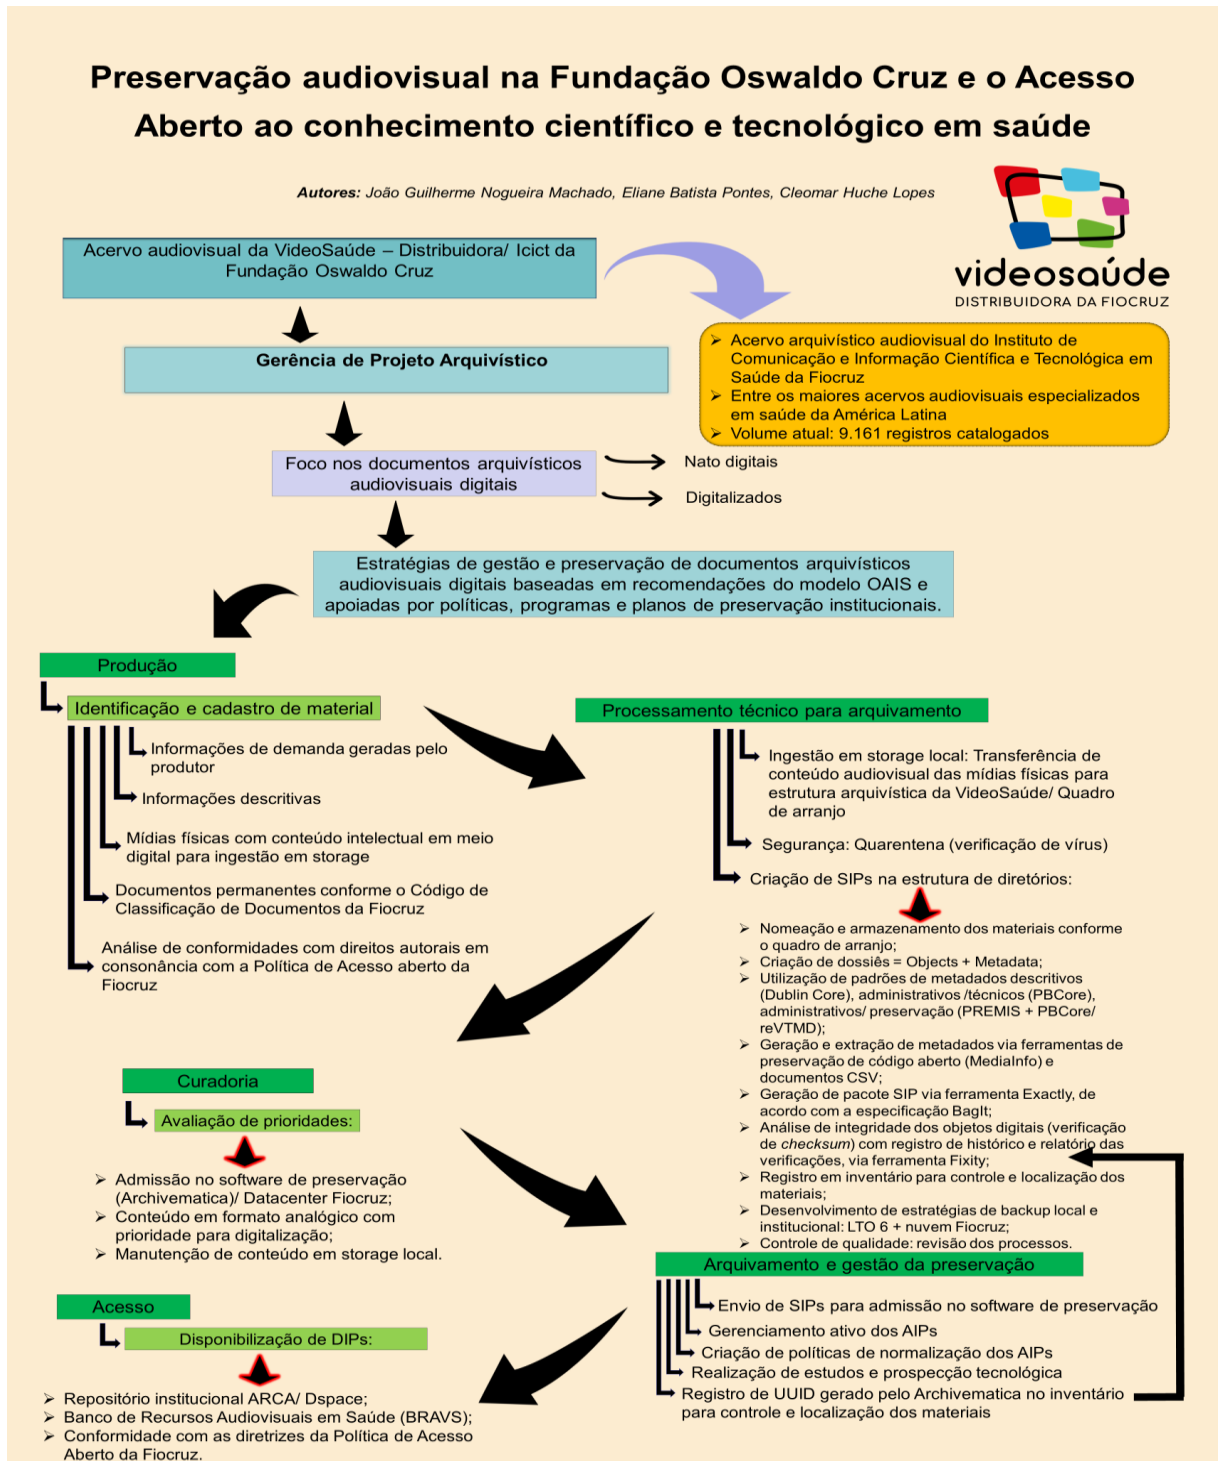 Preservação audiovisual na Fundação Oswaldo Cruz e o Acesso
Aberto ao conhecimento científico e tecnológico em saúde
Autores: João Guilherme Nogueira Machado, Eliane Batista Pontes, Cleomar Huche Lopes
videosaúde
DISTRIBUIDORA DA FIOCRUZ
Acervo audiovisual da VideoSaúde – Distribuidora/ Icict da
Fundação Oswaldo Cruz
➢ Acervo arquivístico audiovisual do Instituto de
Comunicação e Informação Científica e Tecnológica em
Saúde da Fiocruz
➢ Entre os maiores acervos audiovisuais especializados
em saúde da América Latina
➢ Volume atual: 9.161 registros catalogados
Gerência de Projeto Arquivístico
Foco nos documentos arquivísticos
audiovisuais digitais
Nato digitais
Digitalizados
Estratégias de gestão e preservação de documentos arquivísticos
audiovisuais digitais baseadas em recomendações do modelo OAIS e
apoiadas por políticas, programas e planos de preservação institucionais.
Produção
Identificação e cadastro de material
Informações de demanda geradas pelo
produtor
Informações descritivas
Mídias físicas com conteúdo intelectual em meio
digital para ingestão em storage
Documentos permanentes conforme o Código de
Classificação de Documentos da Fiocruz
Análise de conformidades com direitos autorais em
consonância com a Política de Acesso aberto da
Fiocruz
Processamento técnico para arquivamento
Ingestão em storage local: Transferência de
conteúdo audiovisual das mídias físicas para
estrutura arquivística da VideoSaúde/ Quadro
de arranjo
Segurança: Quarentena (verificação de vírus)
Criação de SIPs na estrutura de diretórios:
➢ Nomeação e armazenamento dos materiais conforme
o quadro de arranjo;
➢ Criação de dossiês = Objects + Metadata;
➢ Utilização de padrões de metadados descritivos
(Dublin Core), administrativos /técnicos (PBCore),
administrativos/ preservação (PREMIS + PBCore/
reVTMD);
➢ Geração e extração de metadados via ferramentas de
preservação de código aberto (MediaInfo) e
documentos CSV;
➢ Geração de pacote SIP via ferramenta Exactly, de
acordo com a especificação BagIt;
➢ Análise de integridade dos objetos digitais (verificação
de checksum) com registro de histórico e relatório das
verificações, via ferramenta Fixity;
➢ Registro em inventário para controle e localização dos
materiais;
➢ Desenvolvimento de estratégias de backup local e
institucional: LTO 6 + nuvem Fiocruz;
➢ Controle de qualidade: revisão dos processos.
Curadoria
Avaliação de prioridades:
➢ Admissão no software de preservação
(Archivematica)/ Datacenter Fiocruz;
➢ Conteúdo em formato analógico com
prioridade para digitalização;
➢ Manutenção de conteúdo em storage local.
Arquivamento e gestão da preservação
Envio de SIPs para admissão no software de preservação
Gerenciamento ativo dos AIPs
Criação de políticas de normalização dos AIPs
Realização de estudos e prospecção tecnológica
Registro de UUID gerado pelo Archivematica no inventário
para controle e localização dos materiais
Acesso
Disponibilização de DIPs:
➢ Repositório institucional ARCA/ Dspace;
➢ Banco de Recursos Audiovisuais em Saúde (BRAVS);
➢ Conformidade com as diretrizes da Política de Acesso
Aberto da Fiocruz.